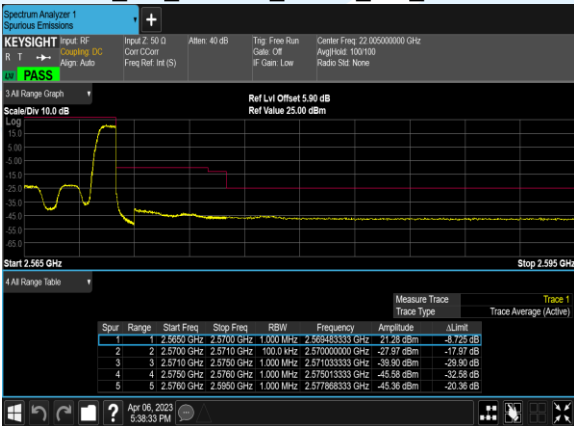 Spectrum Analyzer 1
Spurious Emissions
KEYSIGHT
R T
LXI PASS
Input: RF
Coupling: DC
Align: Auto
Input Z: 50 Ω
Corr CCorr
Freq Ref: Int (S)
Atten: 40 dB
Trig: Free Run
Gate: Off
IF Gain: Low
Center Freq: 22.005000000 GHz
Avg|Hold: 100/100
Radio Std: None
3 All Range Graph
Scale/Div 10.0 dB
Ref Lvl Offset 5.90 dB
Ref Value 25.00 dBm
Log
15.0
5.00
-5.00
-15.0
-25.0
-35.0
-45.0
-55.0
-65.0
Start 2.565 GHz
Stop 2.595 GHz
4 All Range Table
Measure Trace Trace 1
Trace Type Trace Average (Active)
Spur Range Start Freq Stop Freq RBW Frequency Amplitude ΔLimit
1 1 2.5650 GHz 2.5700 GHz 1.000 MHz 2.569483333 GHz 21.28 dBm -8.725 dB
2 2 2.5700 GHz 2.5710 GHz 100.0 kHz 2.570000000 GHz -27.97 dBm -17.97 dB
3 3 2.5710 GHz 2.5750 GHz 1.000 MHz 2.571033333 GHz -39.90 dBm -29.90 dB
4 4 2.5750 GHz 2.5760 GHz 1.000 MHz 2.575013333 GHz -45.58 dBm -32.58 dB
5 5 2.5760 GHz 2.5950 GHz 1.000 MHz 2.577868333 GHz -45.36 dBm -20.36 dB
Apr 06, 2023
5:38:33 PM